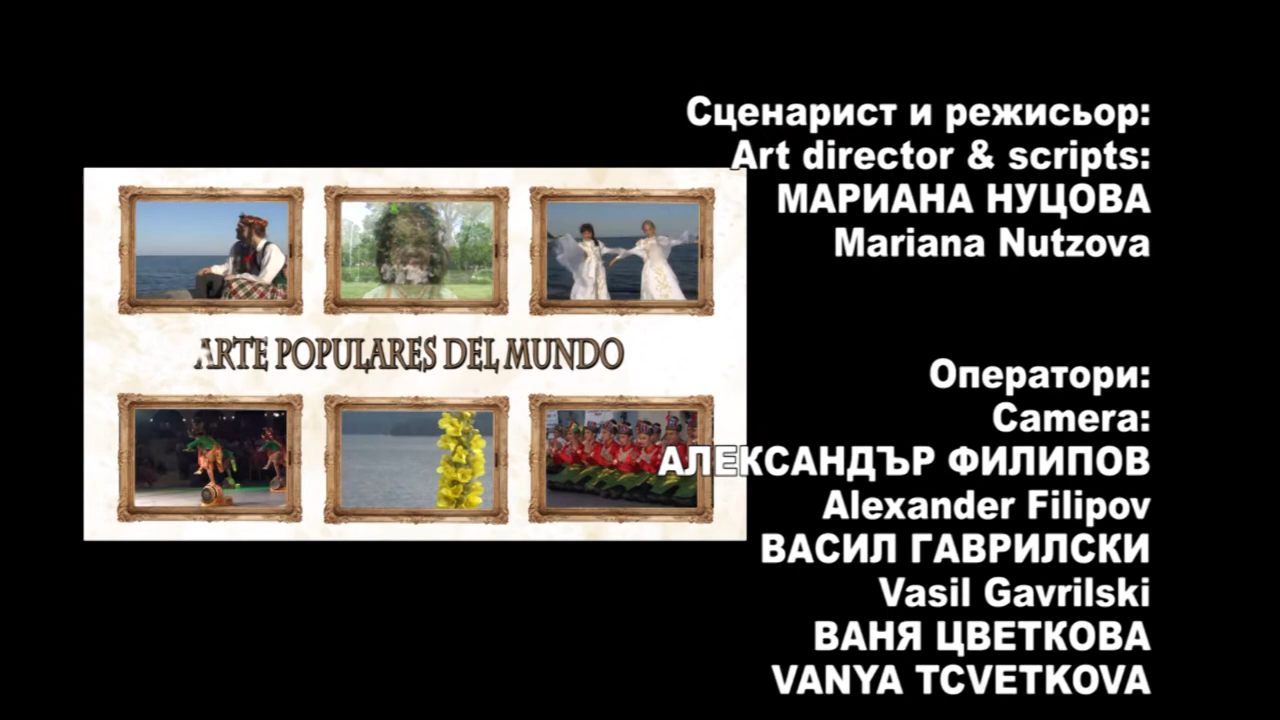 Сценарист и режисьор:
Art director & scripts:
МАРИАНА НУЦОВА
Mariana Nutzova
ARTE POPULARES DEL MUNDO
Оператори:
Camera:
АЛЕКСАНДЪР ФИЛИПОВ
Alexander Filipov
ВАСИЛ ГАВРИЛСКИ
Vasil Gavrilski
ВАНЯ ЦВЕТКОВА
VANYA TCVETKOVA